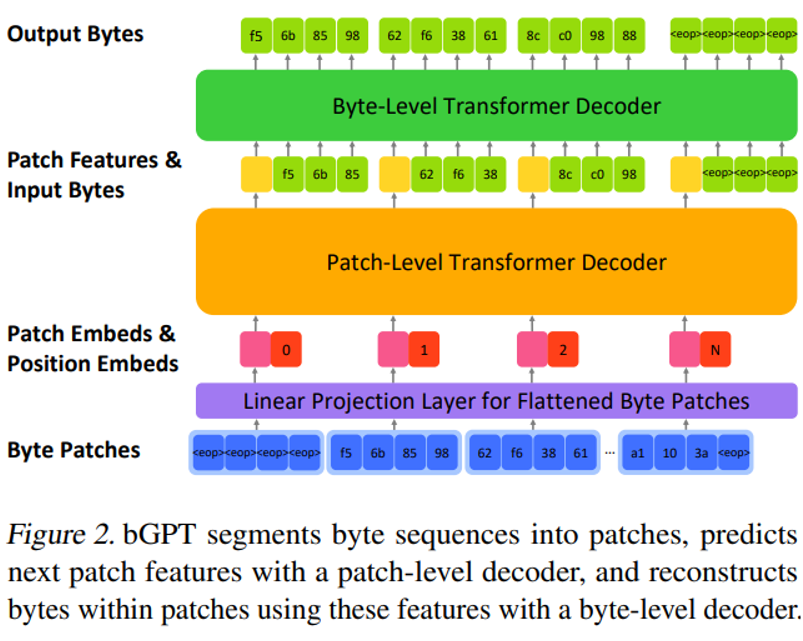 Output Bytes
f5 6b 85 98 62 f6 38 61 8c c0 98 88 <eop> <eop> <eop> <eop>
Byte-Level Transformer Decoder
Patch Features &
Input Bytes
f5 6b 85 62 f6 38 8c c0 98 <eop> <eop> <eop>
Patch-Level Transformer Decoder
Patch Embeds &
Position Embeds
0 1 2 N
Linear Projection Layer for Flattened Byte Patches
Byte Patches
<eop> <eop> <eop> <eop> f5 6b 85 98 62 f6 38 61 ... a1 10 3a <eop>
Figure 2. bGPT segments byte sequences into patches, predicts
next patch features with a patch-level decoder, and reconstructs
bytes within patches using these features with a byte-level decoder.